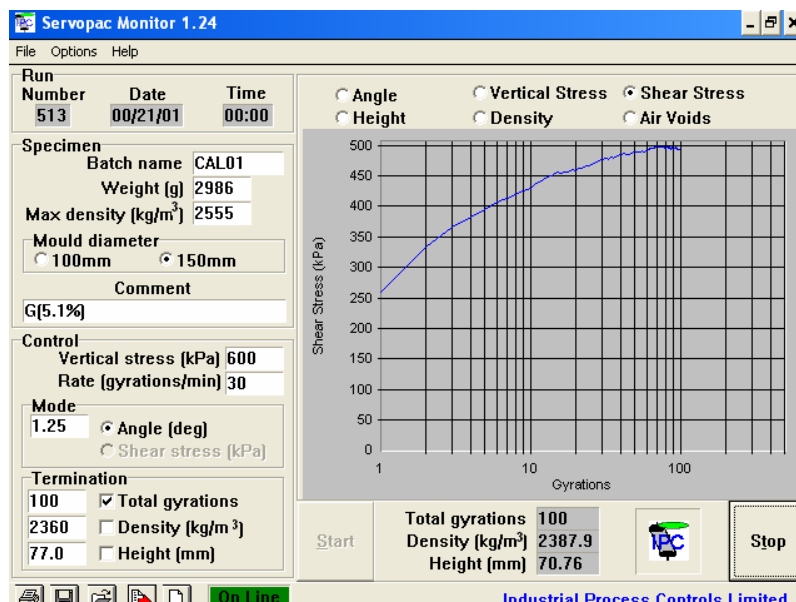 Servopac Monitor 1.24
File Options Help
Run
Number Date Time
513 00/21/01 00:00
Specimen
Batch name CAL01
Weight (g) 2986
Max density (kg/m³) 2555
Mould diameter
100mm 150mm
Comment
G(5.1%)
Control
Vertical stress (kPa) 600
Rate (gyrations/min) 30
Mode
1.25 Angle (deg)
Shear stress (kPa)
Termination
100 Total gyrations
2360 Density (kg/m³)
77.0 Height (mm)
On Line
Angle Vertical Stress Shear Stress
Height Density Air Voids
Shear Stress (kPa)
500
450
400
350
300
250
200
150
100
50
0
1 10 100
Gyrations
Start
Total gyrations 100
Density (kg/m³) 2387.9
Height (mm) 70.76
IPC
Stop
Industrial Process Controls Limited